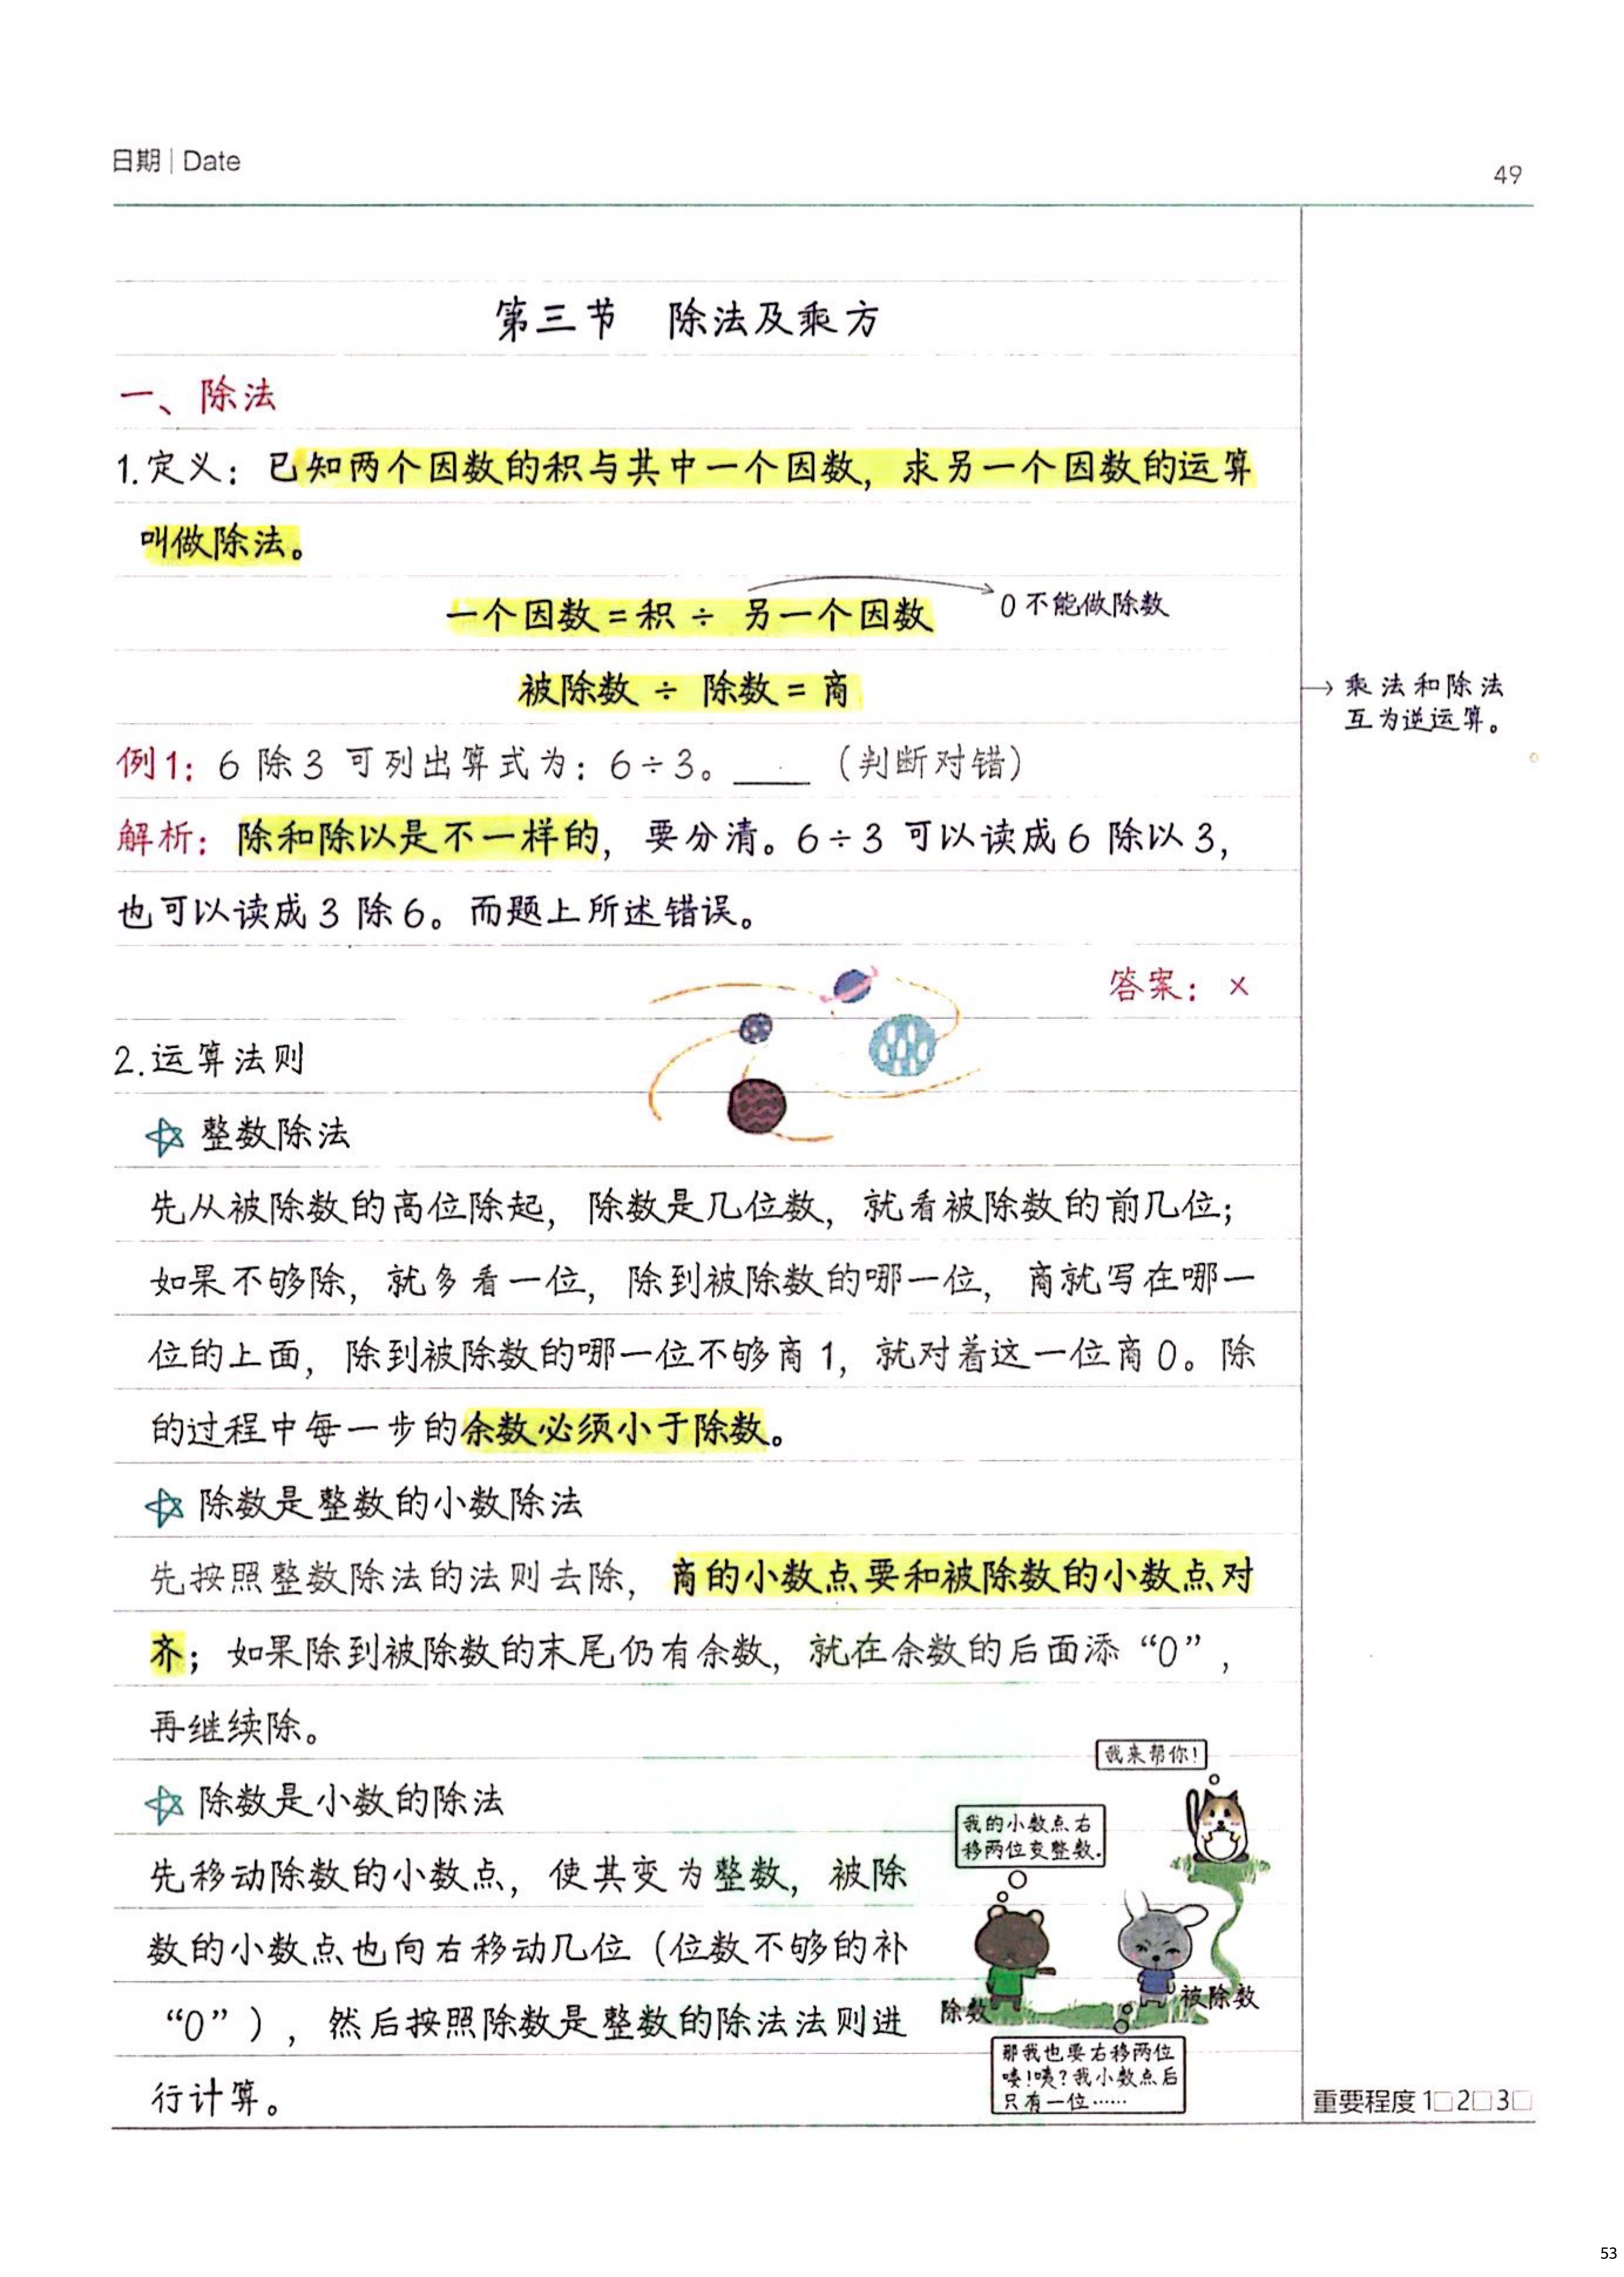 日期 | Date
49
第三节 除法及乘方
一、除法
1.定义：已知两个因数的积与其中一个因数，求另一个因数的运算
叫做除法。
一个因数=积 ÷ 另一个因数
0不能做除数
被除数 ÷ 除数=商
→乘法和除法
互为逆运算。
例1：6除3可列出算式为：6÷3。____（判断对错）
解析：除和除以是不一样的，要分清。6÷3可以读成6除以3，
也可以读成3除6。而题上所述错误。
答案：×
2.运算法则
☆ 整数除法
先从被除数的高位除起，除数是几位数，就看被除数的前几位；
如果不够除，就多看一位，除到被除数的哪一位，商就写在哪一
位的上面，除到被除数的哪一位不够商1，就对着这一位商0。除
的过程中每一步的余数必须小于除数。
☆ 除数是整数的小数除法
先按照整数除法的法则去除，商的小数点要和被除数的小数点对
齐；如果除到被除数的末尾仍有余数，就在余数的后面添“0”，
再继续除。
☆ 除数是小数的除法
先移动除数的小数点，使其变为整数，被除
数的小数点也向右移动几位（位数不够的补
“0”），然后按照除数是整数的除法法则进
行计算。
我来帮你！
我的小数点右
移两位变整数.
除数
被除数
那我也要右移两位
喽！咦？我小数点后
只有一位……
重要程度 1□2□3□
53